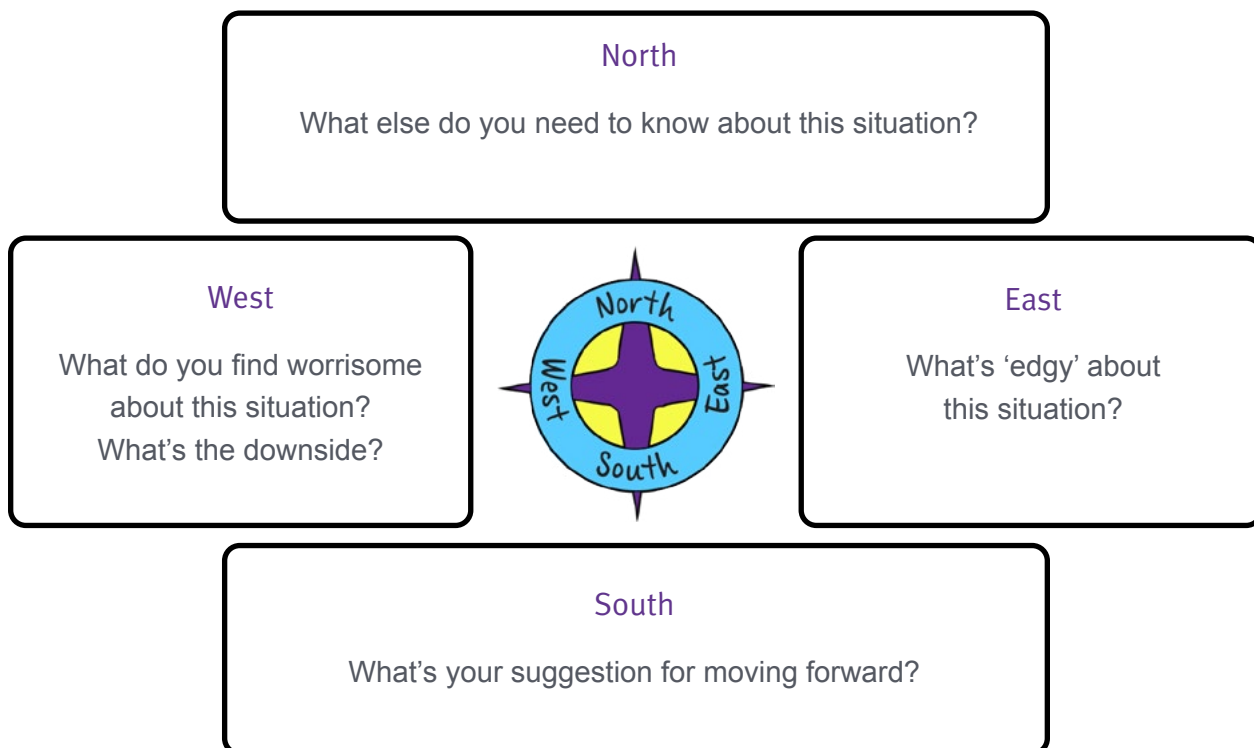 North
What else do you need to know about this situation?
West
What do you find worrisome
about this situation?
What’s the downside?
North
West
East
South
East
What’s ‘edgy’ about
this situation?
South
What’s your suggestion for moving forward?